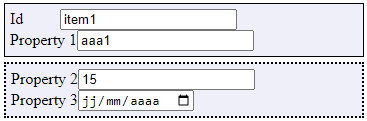 Id item1
Property 1 aaa1
Property 2 15
Property 3 jj/mm/aaaa